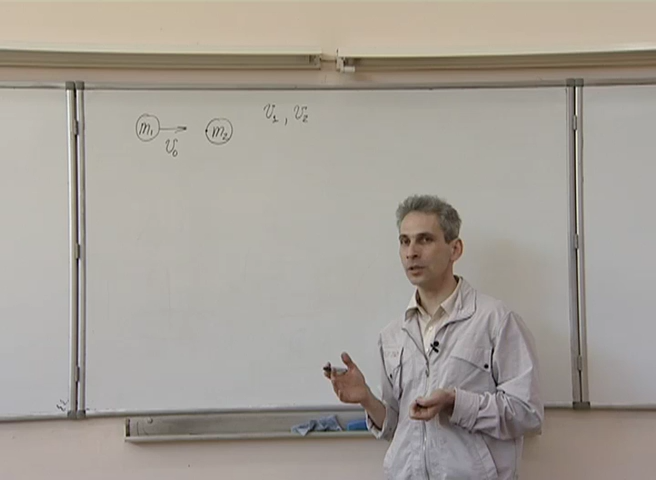 m₁ m₂ v₁, v₂
v₀